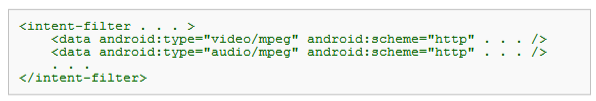 <intent-filter . . . >
    <data android:type="video/mpeg" android:scheme="http" . . . />
    <data android:type="audio/mpeg" android:scheme="http" . . . />
    . . .
</intent-filter>